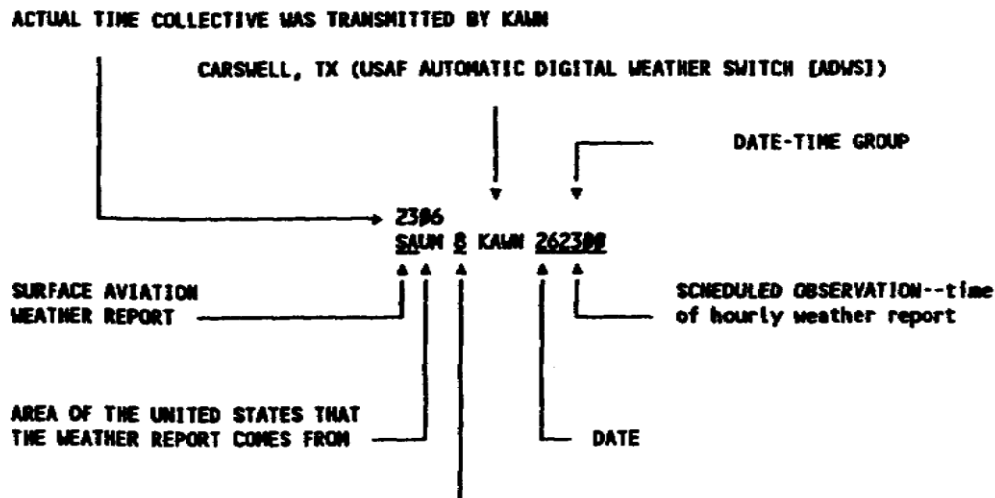 ACTUAL TIME COLLECTIVE WAS TRANSMITTED BY KAWN
CARSWELL, TX (USAF AUTOMATIC DIGITAL WEATHER SWITCH [ADWS])
DATE-TIME GROUP
23Ø6
SAUM 8 KAWN 2623ØØ
SURFACE AVIATION
WEATHER REPORT
SCHEDULED OBSERVATION--time
of hourly weather report
AREA OF THE UNITED STATES THAT
THE WEATHER REPORT COMES FROM
DATE